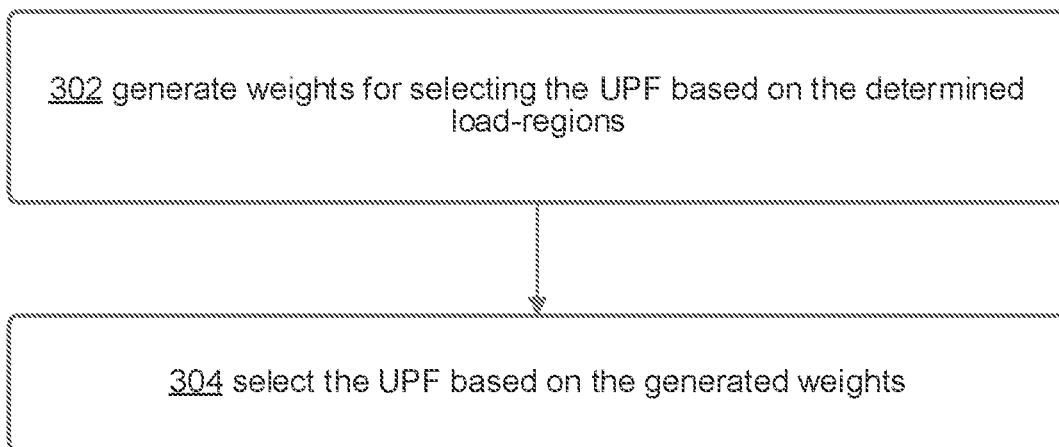 302 generate weights for selecting the UPF based on the determined
load-regions
304 select the UPF based on the generated weights